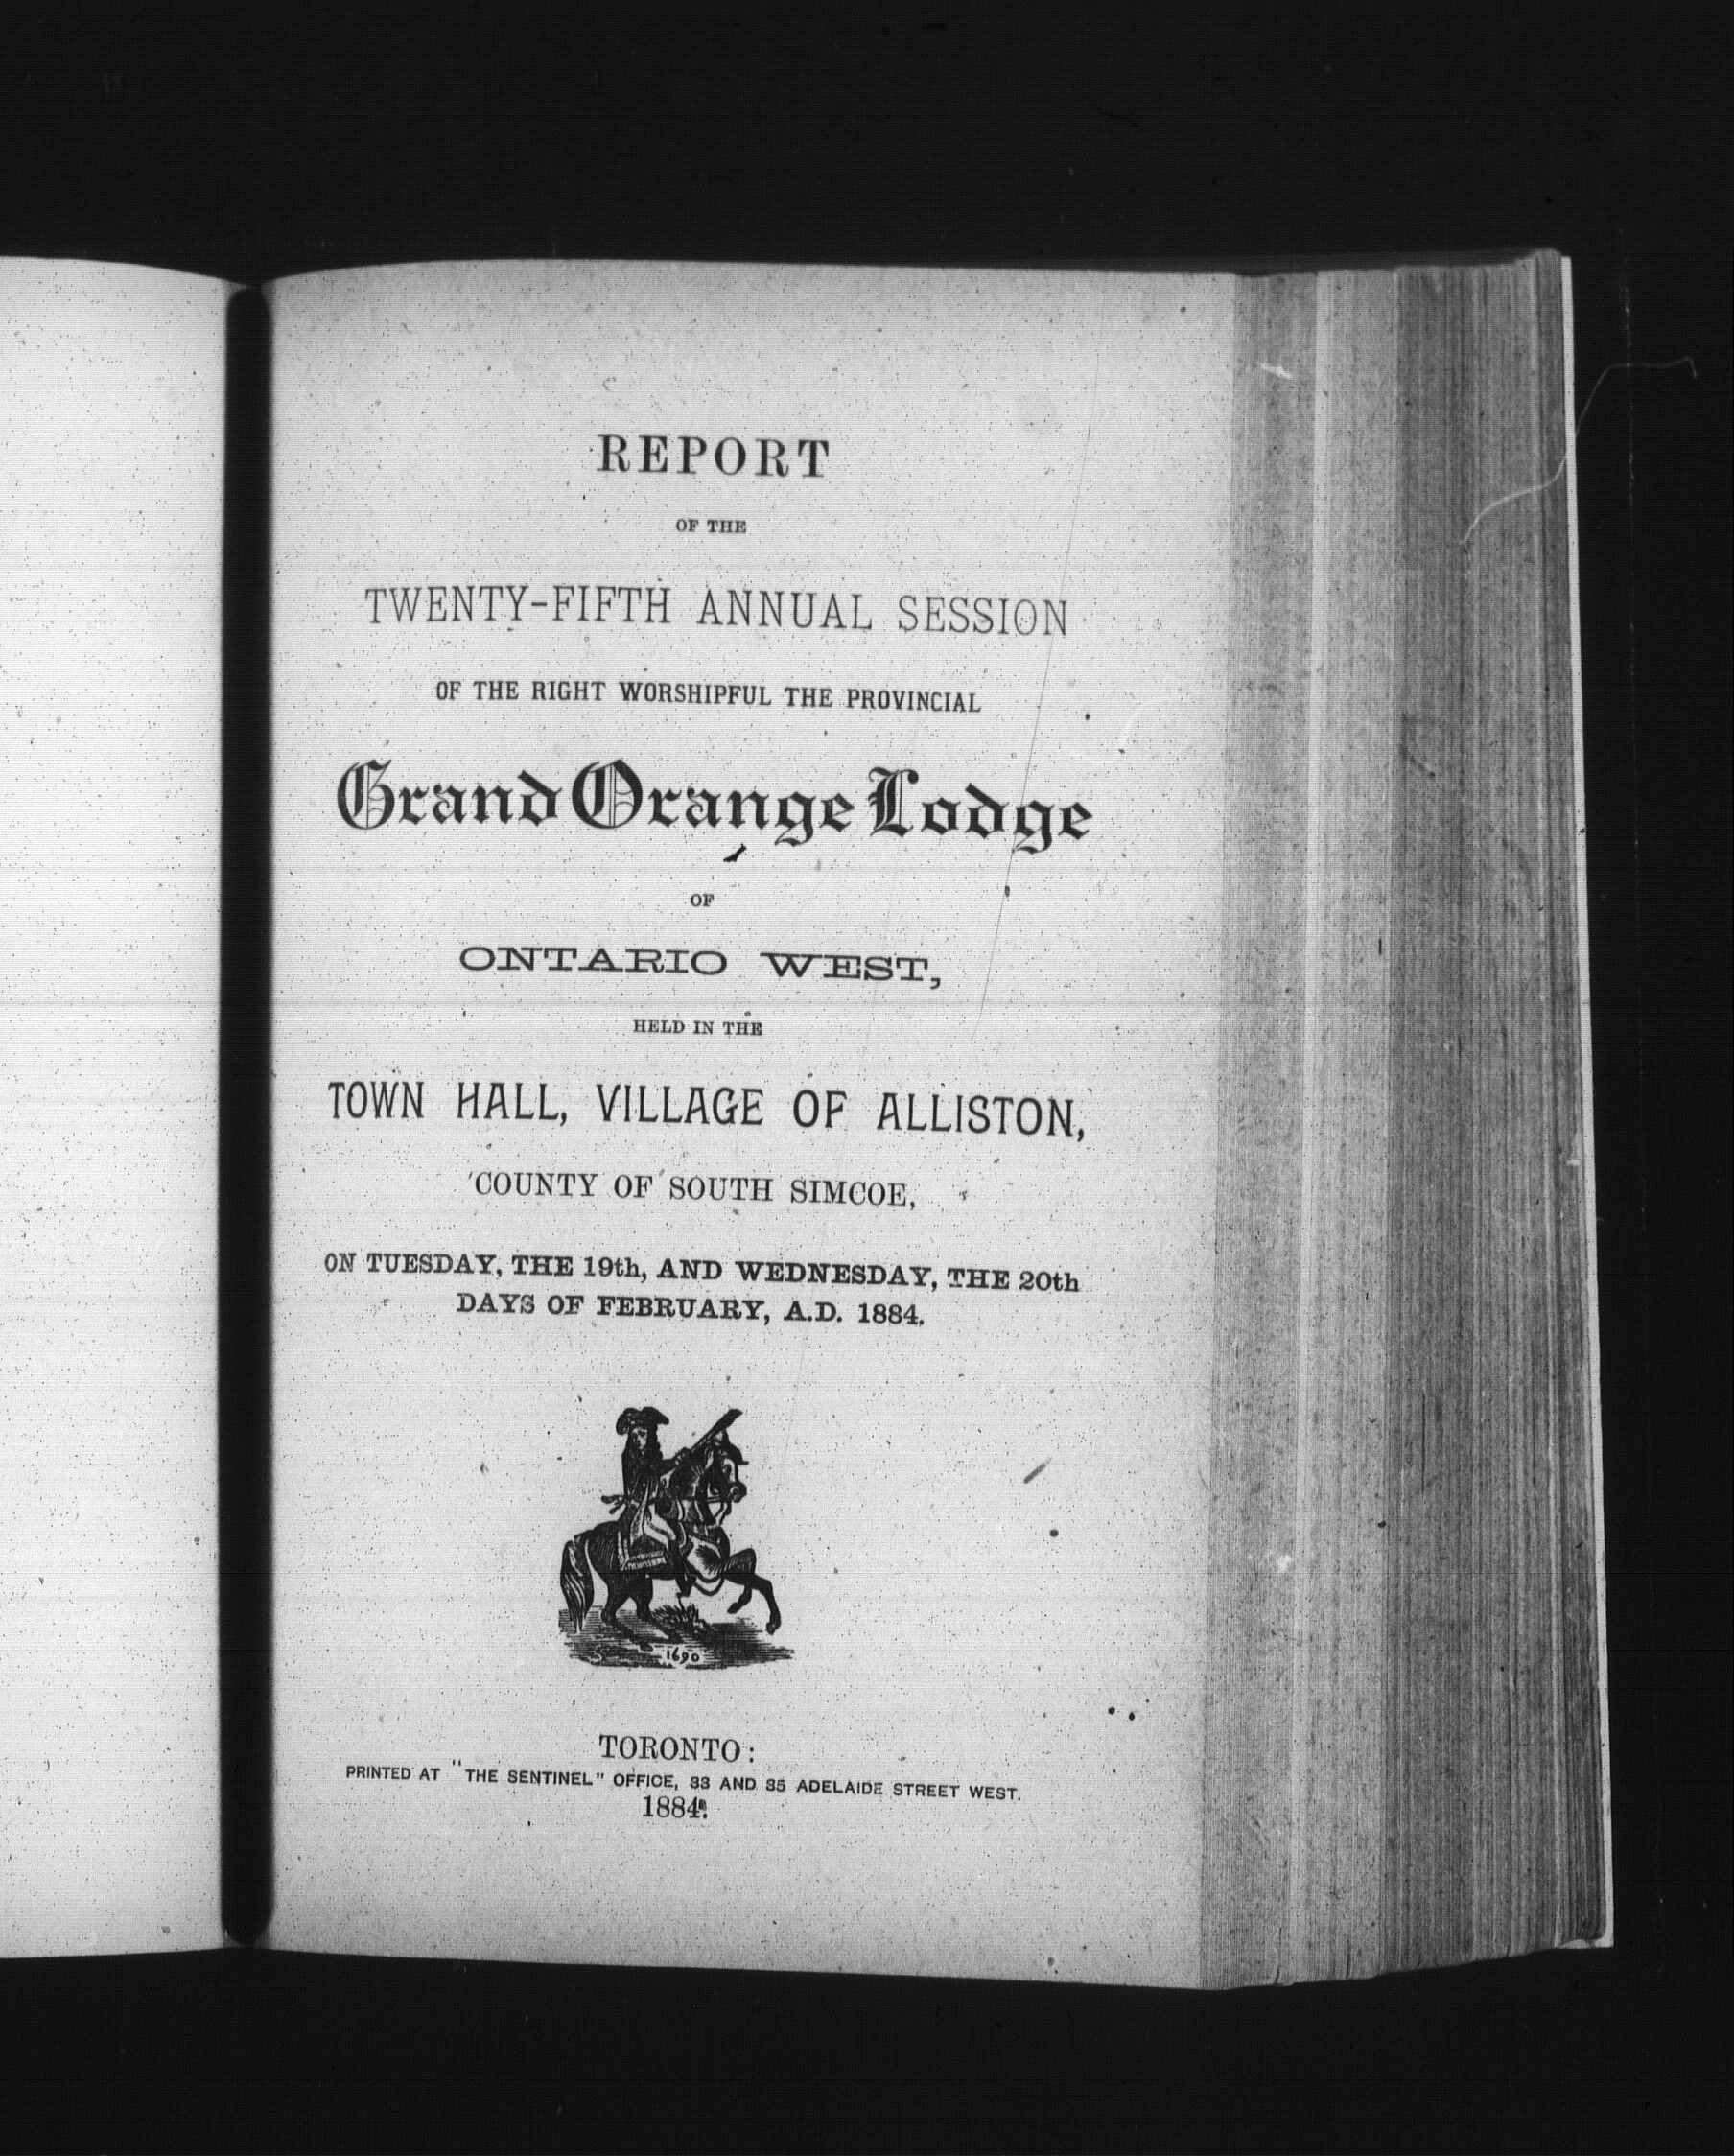 REPORT
OF THE
TWENTY-FIFTH ANNUAL SESSION
OF THE RIGHT WORSHIPFUL THE PROVINCIAL
Grand Orange Lodge
OF
ONTARIO WEST,
HELD IN THE
TOWN HALL, VILLAGE OF ALLISTON,
COUNTY OF SOUTH SIMCOE,
ON TUESDAY, THE 19th, AND WEDNESDAY, THE 20th
DAYS OF FEBRUARY, A.D. 1884.
1690
TORONTO:
PRINTED AT "THE SENTINEL" OFFICE, 33 AND 35 ADELAIDE STREET WEST.
1884.